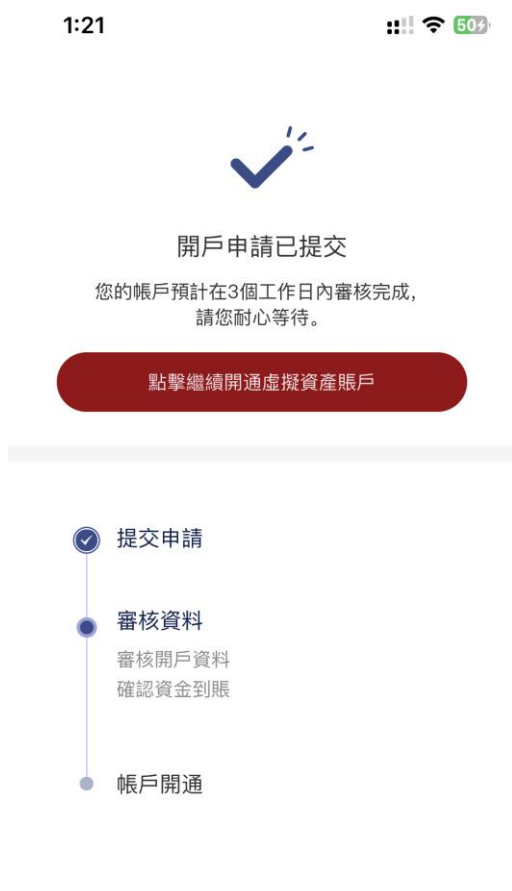 1:21
50
開戶申請已提交
您的帳戶預計在3個工作日內審核完成，
請您耐心等待。
點擊繼續開通虛擬資產賬戶
提交申請
審核資料
審核開戶資料
確認資金到賬
帳戶開通